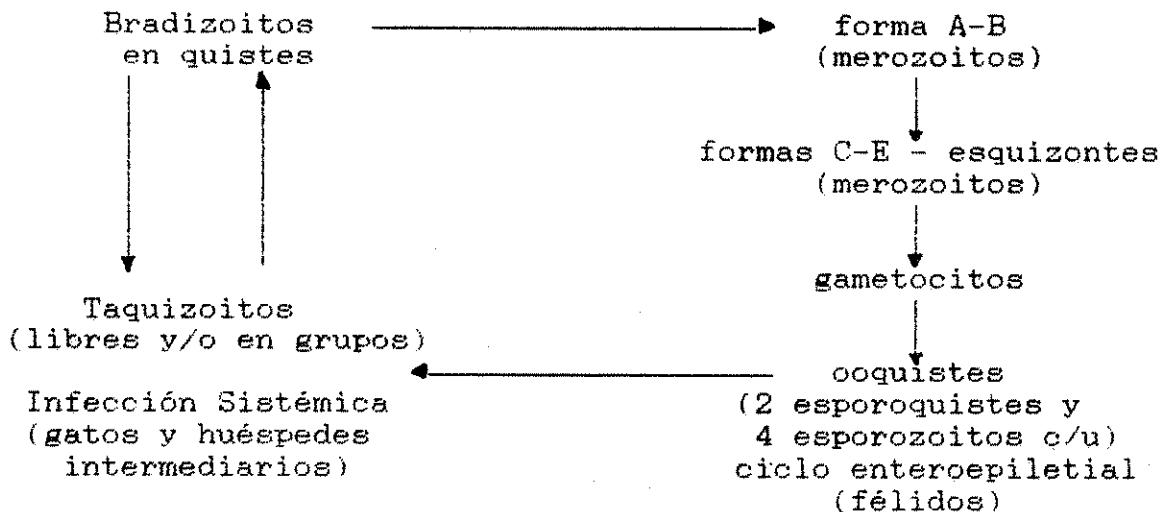 Bradizoitos
en quistes
forma A-B
(merozoitos)
formas C-E - esquizontes
(merozoitos)
gametocitos
Taquizoitos
(libres y/o en grupos)
ooquistes
(2 esporoquistes y
4 esporozoitos c/u)
ciclo enteroepiletial
(félidos)
Infección Sistémica
(gatos y huéspedes
intermediarios)